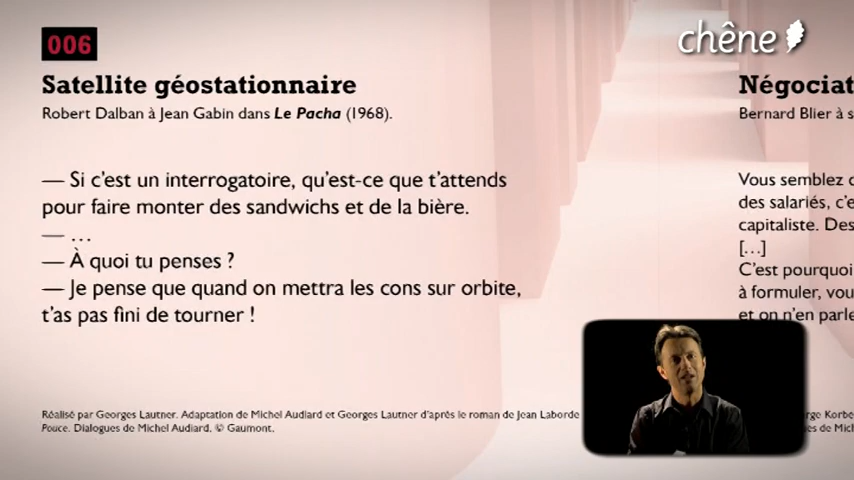 006
chêne
Satellite géostationnaire
Robert Dalban à Jean Gabin dans Le Pacha (1968).
— Si c'est un interrogatoire, qu'est-ce que t'attends
pour faire monter des sandwichs et de la bière.
— …
— À quoi tu penses ?
— Je pense que quand on mettra les cons sur orbite,
t'as pas fini de tourner !
Réalisé par Georges Lautner. Adaptation de Michel Audiard et Georges Lautner d'après le roman de Jean Laborde
Pouce. Dialogues de Michel Audiard. © Gaumont.
Négociat
Bernard Blier à s
Vous semblez
des salariés, c'e
capitaliste. Des
[…]
C'est pourquoi
à formuler, vou
et on n'en parle